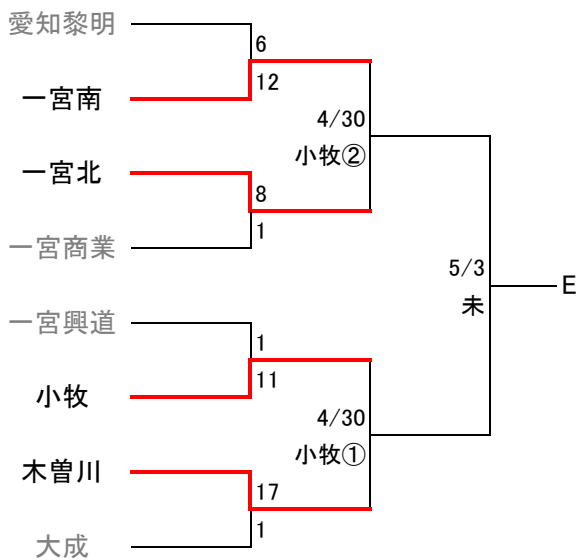 愛知黎明
6
12
一宮南
4/30
小牧②
一宮北
8
1
一宮商業
5/3
未
E
一宮興道
1
11
小牧
4/30
小牧①
木曽川
17
1
大成